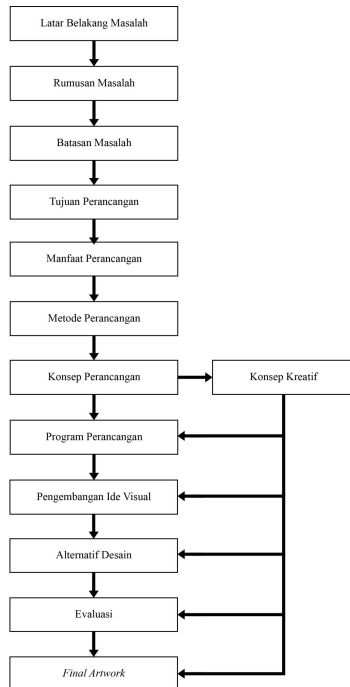 Latar Belakang Masalah
Rumusan Masalah
Batasan Masalah
Tujuan Perancangan
Manfaat Perancangan
Metode Perancangan
Konsep Perancangan
Konsep Kreatif
Program Perancangan
Pengembangan Ide Visual
Alternatif Desain
Evaluasi
Final Artwork